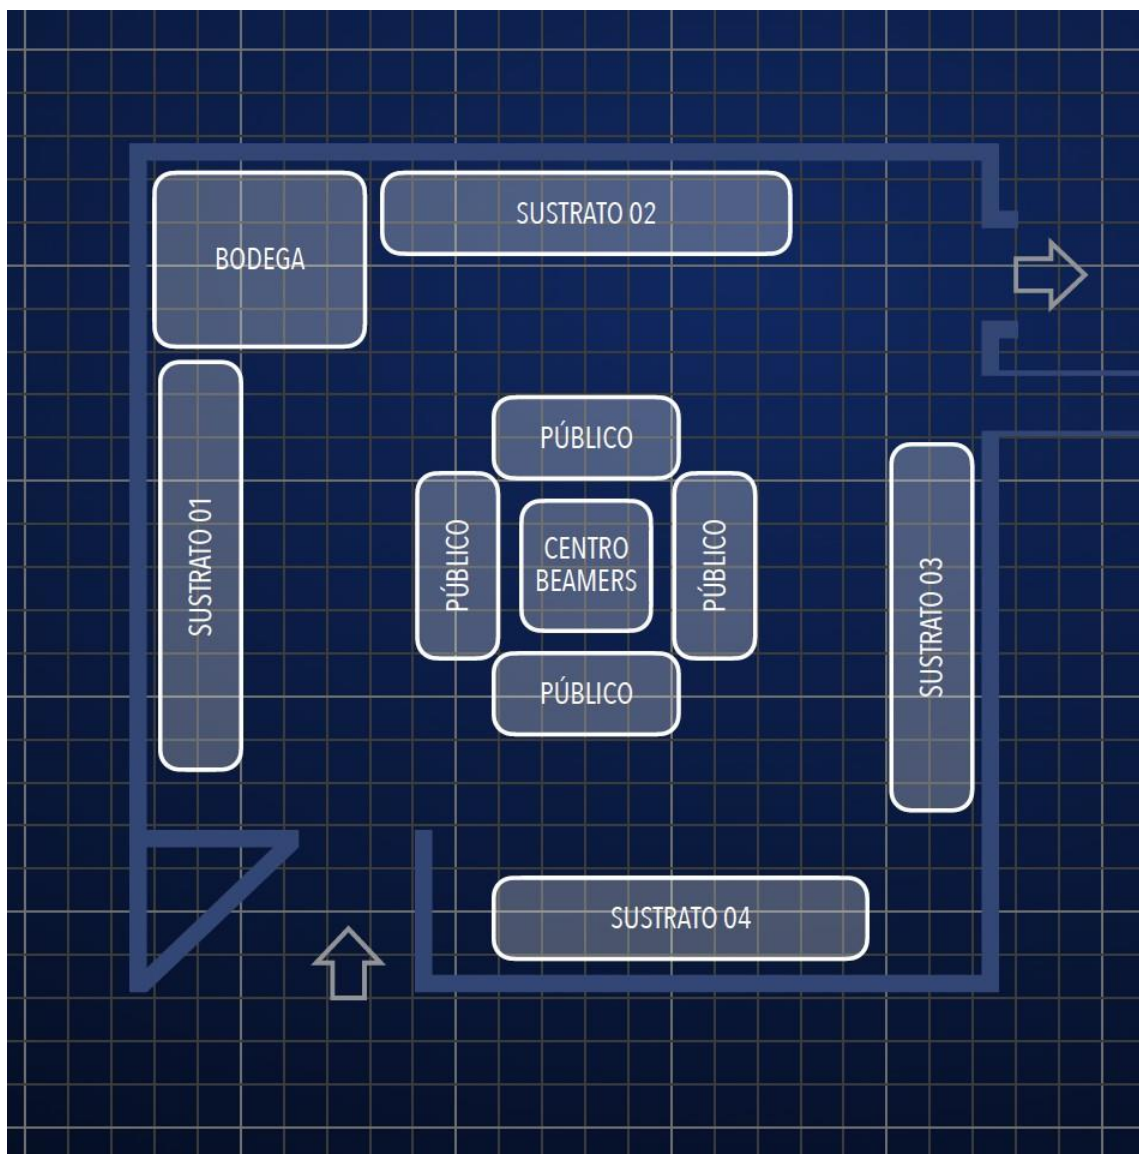 SUSTRATO 02
BODEGA
PÚBLICO
SUSTRATO 01
PÚBLICO
CENTRO
BEAMERS
PÚBLICO
SUSTRATO 03
PÚBLICO
SUSTRATO 04